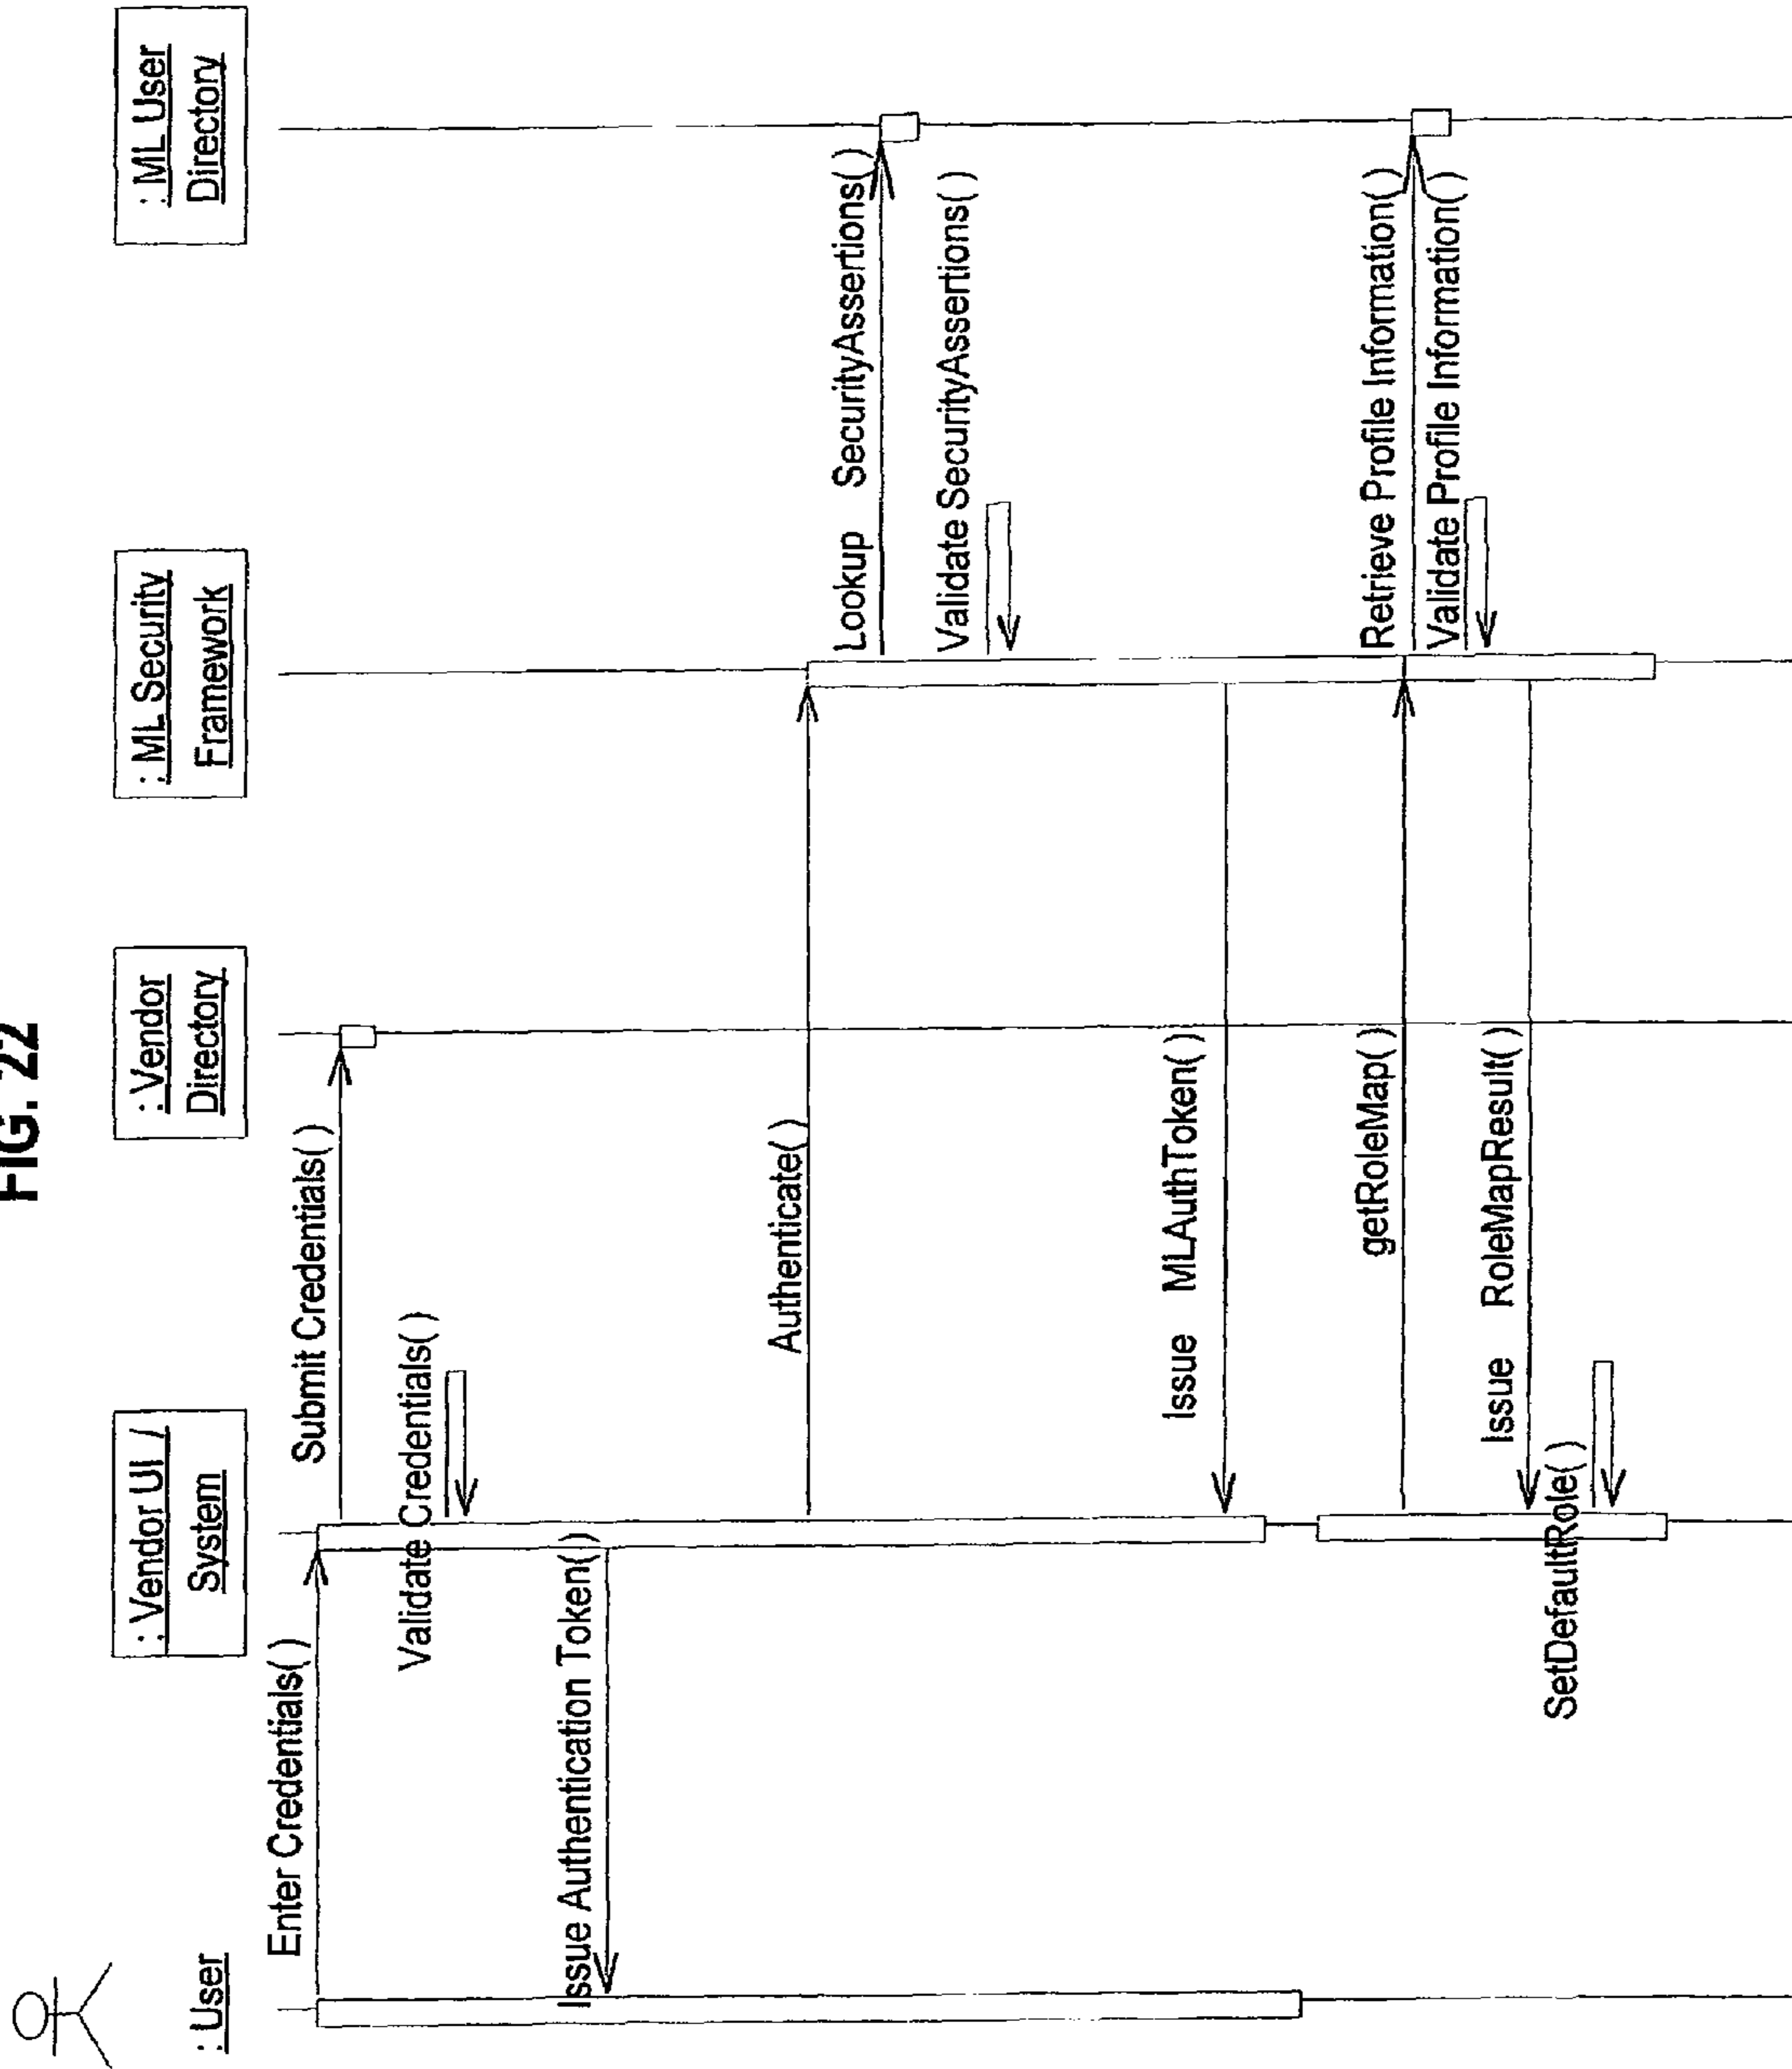 FIG. 22
: User
: Vendor UI /
System
: Vendor
Directory
: ML Security
Framework
: ML User
Directory
Enter Credentials( )
Submit Credentials( )
Validate Credentials( )
Issue Authentication Token( )
Authenticate( )
Lookup SecurityAssertions( )
Validate SecurityAssertions( )
Issue MLAuthToken( )
getRoleMap( )
Retrieve Profile Information( )
Validate Profile Information( )
Issue RoleMapResult( )
SetDefaultRole( )